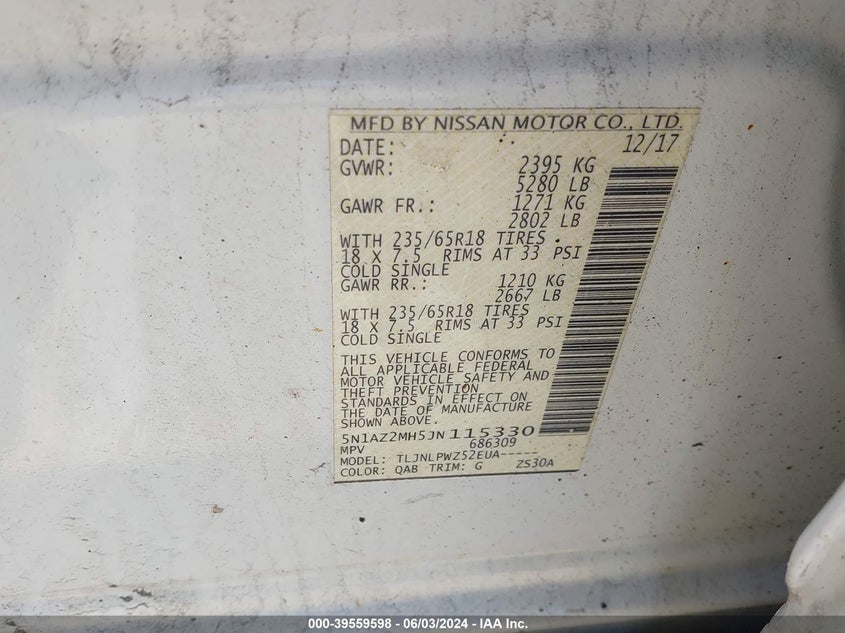 MFD BY NISSAN MOTOR CO., LTD.
DATE: 12/17
GVWR: 2395 KG
5280 LB
GAWR FR.: 1271 KG
2802 LB
WITH 235/65R18 TIRES
18 X 7.5 RIMS AT 33 PSI
COLD SINGLE
GAWR RR.: 1210 KG
2667 LB
WITH 235/65R18 TIRES
18 X 7.5 RIMS AT 33 PSI
COLD SINGLE
THIS VEHICLE CONFORMS TO
ALL APPLICABLE FEDERAL
MOTOR VEHICLE SAFETY AND
THEFT PREVENTION
STANDARDS IN EFFECT ON
THE DATE OF MANUFACTURE
SHOWN ABOVE.
5N1AZ2MH5JN115330
MPV 686309
MODEL: TLJNLPWZ52EUA-----
COLOR: QAB TRIM: G ZS30A
000-39559598 - 06/03/2024 - IAA Inc.